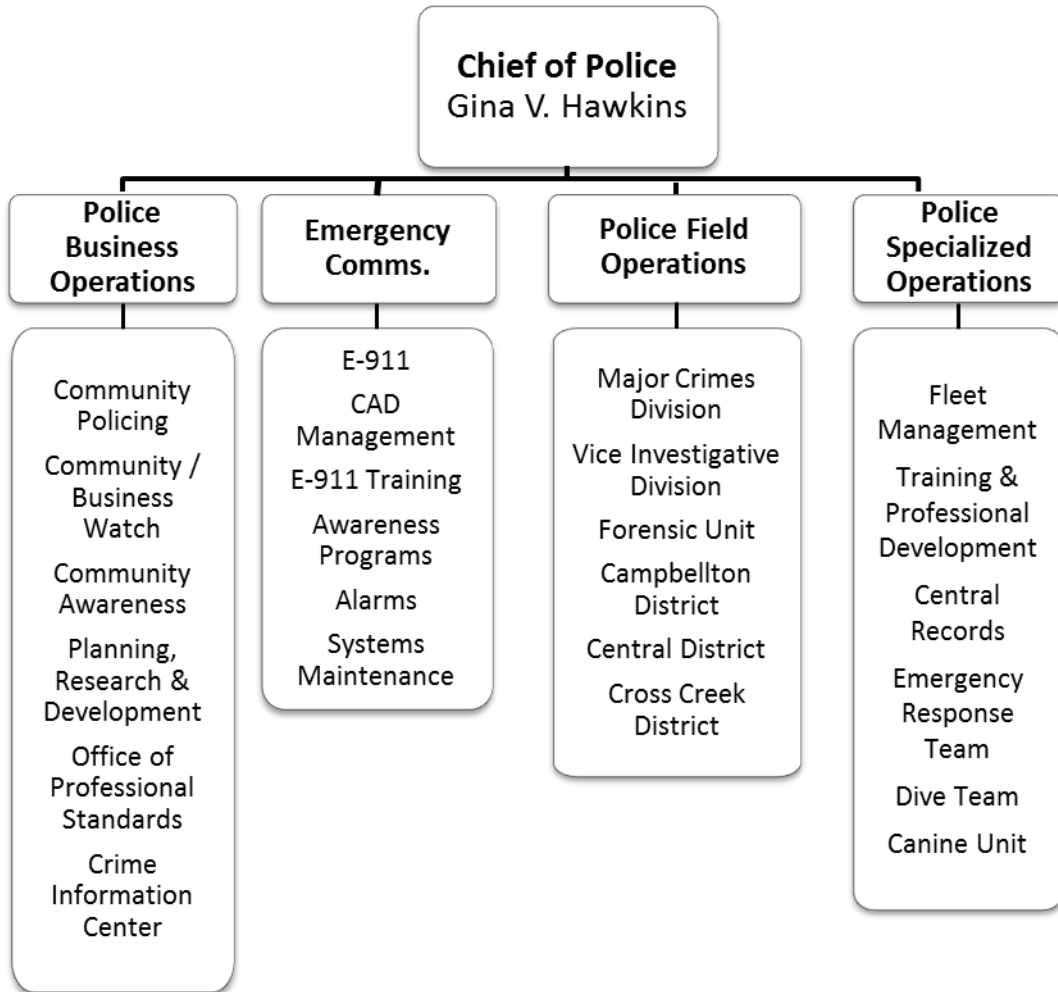 Chief of Police
Gina V. Hawkins
Police
Business
Operations
Community
Policing
Community /
Business
Watch
Community
Awareness
Planning,
Research &
Development
Office of
Professional
Standards
Crime
Information
Center
Emergency
Comms.
E-911
CAD
Management
E-911 Training
Awareness
Programs
Alarms
Systems
Maintenance
Police Field
Operations
Major Crimes
Division
Vice Investigative
Division
Forensic Unit
Campbellton
District
Central District
Cross Creek
District
Police
Specialized
Operations
Fleet
Management
Training &
Professional
Development
Central
Records
Emergency
Response
Team
Dive Team
Canine Unit